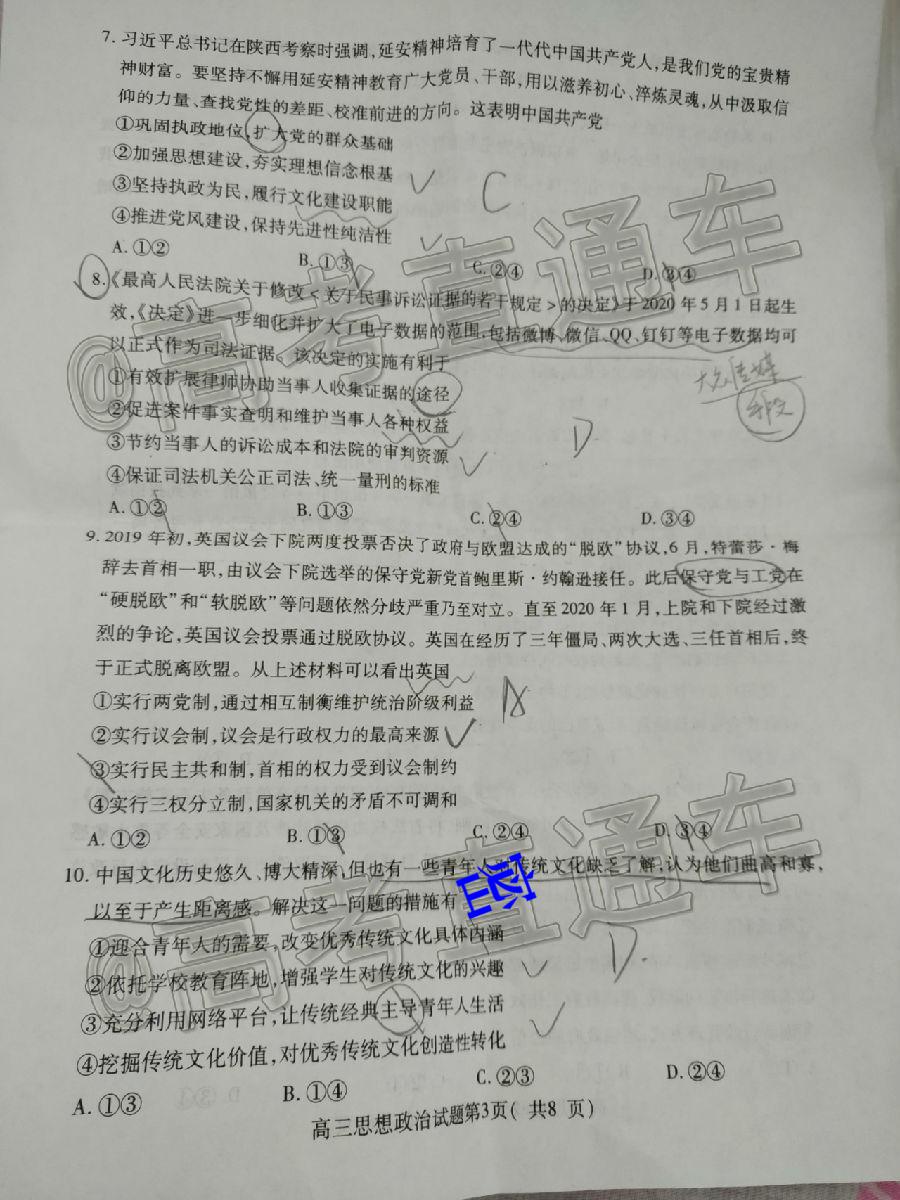 7. 习近平总书记在陕西考察时强调,延安精神培育了一代代中国共产党人,是我们党的宝贵精
神财富。要坚持不懈用延安精神教育广大党员、干部,用以滋养初心、淬炼灵魂,从中汲取信
仰的力量、查找党性的差距、校准前进的方向。这表明中国共产党
①巩固执政地位,扩大党的群众基础
②加强思想建设,夯实理想信念根基
③坚持执政为民,履行文化建设职能
C
④推进党风建设,保持先进性纯洁性
A. ①② B. ①③ C. ②④ D. ③④
8.《最高人民法院关于修改<关于民事诉讼证据的若干规定>的决定》于2020年5月1日起生
效,《决定》进一步细化并扩大了电子数据的范围,包括微博、微信、QQ、钉钉等电子数据均可
以正式作为司法证据。该决定的实施有利于
①有效扩展律师协助当事人收集证据的途径
②促进案件事实查明和维护当事人各种权益
③节约当事人的诉讼成本和法院的审判资源
D
④保证司法机关公正司法、统一量刑的标准
A. ①② B. ①③ C. ②④ D. ③④
9. 2019年初,英国议会下院两度投票否决了政府与欧盟达成的“脱欧”协议,6月,特蕾莎·梅
辞去首相一职,由议会下院选举的保守党新党首鲍里斯·约翰逊接任。此后保守党与工党在
“硬脱欧”和“软脱欧”等问题依然分歧严重乃至对立。直至2020年1月,上院和下院经过激
烈的争论,英国议会投票通过脱欧协议。英国在经历了三年僵局、两次大选、三任首相后,终
于正式脱离欧盟。从上述材料可以看出英国
①实行两党制,通过相互制衡维护统治阶级利益
A
②实行议会制,议会是行政权力的最高来源
③实行民主共和制,首相的权力受到议会制约
④实行三权分立制,国家机关的矛盾不可调和
A. ①② B. ①③ C. ②④ D. ③④
10. 中国文化历史悠久、博大精深,但也有一些青年人对传统文化缺乏了解,认为他们曲高和寡,
以至于产生距离感。解决这一问题的措施有
①迎合青年人的需要,改变优秀传统文化具体内涵
②依托学校教育阵地,增强学生对传统文化的兴趣
D.
③充分利用网络平台,让传统经典主导青年人生活
④挖掘传统文化价值,对优秀传统文化创造性转化
A. ①③ B. ①④ C. ②③ D. ②④
高三思想政治试题第3页( 共8 页)
@高考直通车
@高考直通车